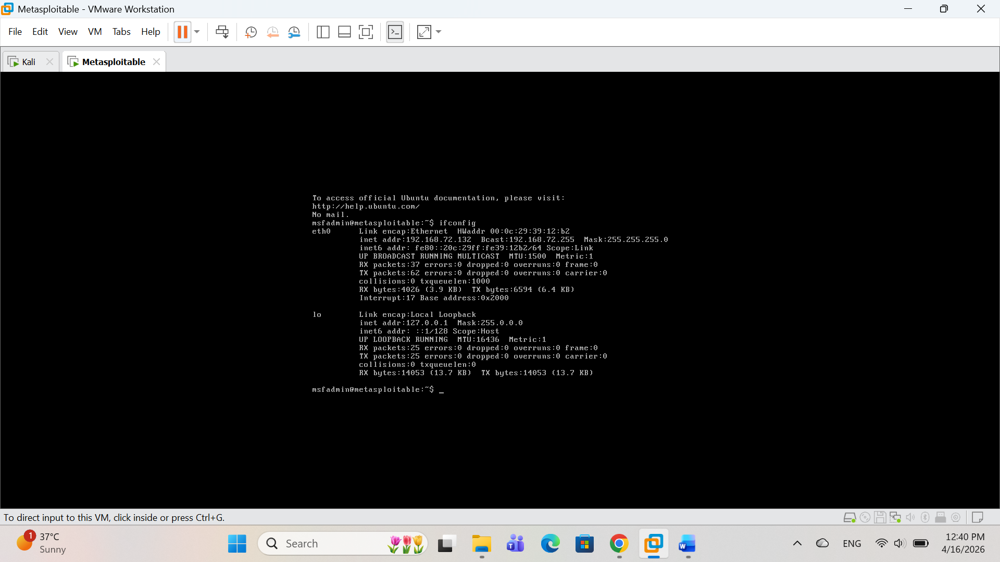 Metasploitable - VMware Workstation
File Edit View VM Tabs Help
Kali
Metasploitable
To access official Ubuntu documentation, please visit:
http://help.ubuntu.com/
No mail.
msfadmin@metasploitable:~$ ifconfig
eth0 Link encap:Ethernet HWaddr 00:0c:29:39:12:b2
inet addr:192.168.72.132 Bcast:192.168.72.255 Mask:255.255.255.0
inet6 addr: fe80::20c:29ff:fe39:12b2/64 Scope:Link
UP BROADCAST RUNNING MULTICAST MTU:1500 Metric:1
RX packets:37 errors:0 dropped:0 overruns:0 frame:0
TX packets:62 errors:0 dropped:0 overruns:0 carrier:0
collisions:0 txqueuelen:1000
RX bytes:4026 (3.9 KB) TX bytes:6594 (6.4 KB)
Interrupt:17 Base address:0x2000
lo Link encap:Local Loopback
inet addr:127.0.0.1 Mask:255.0.0.0
inet6 addr: ::1/128 Scope:Host
UP LOOPBACK RUNNING MTU:16436 Metric:1
RX packets:25 errors:0 dropped:0 overruns:0 frame:0
TX packets:25 errors:0 dropped:0 overruns:0 carrier:0
collisions:0 txqueuelen:0
RX bytes:14053 (13.7 KB) TX bytes:14053 (13.7 KB)
msfadmin@metasploitable:~$ _
To direct input to this VM, click inside or press Ctrl+G.
1
37°C
Sunny
Search
ENG
12:40 PM
4/16/2026